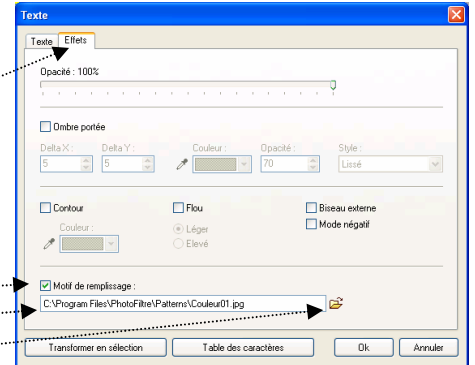 Texte
Texte Effets
Opacité : 100%
Ombre portée
Delta X : Delta Y : Couleur : Opacité : Style :
5 5 70 Lissé
Contour Flou Biseau externe
Couleur : Léger Mode négatif
Elevé
Motif de remplissage :
C:\Program Files\PhotoFiltre\Patterns\Couleur01.jpg
Transformer en sélection Table des caractères Ok Annuler